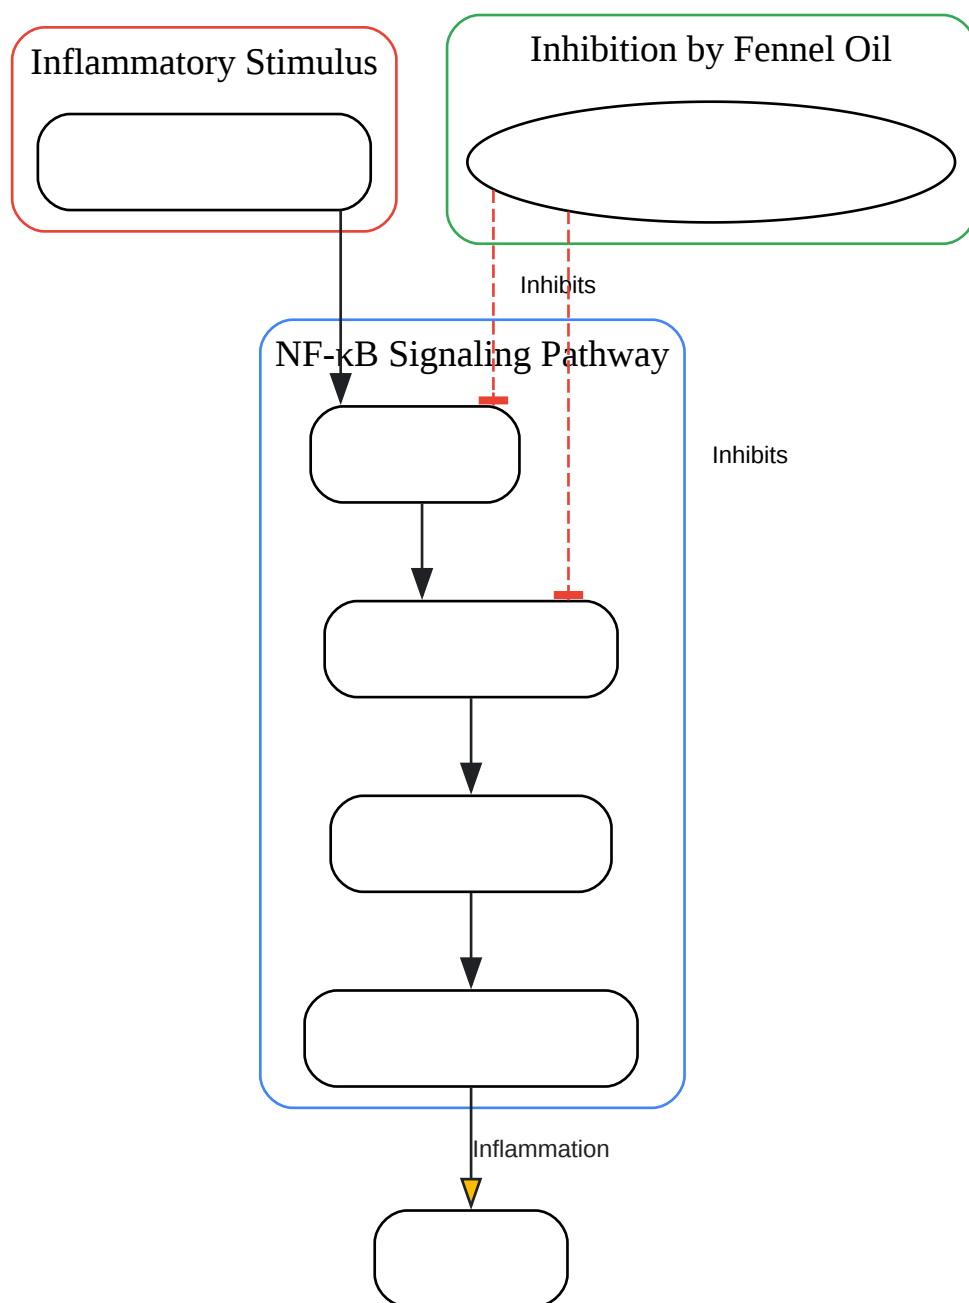 Inflammatory Stimulus
Inhibition by Fennel Oil
Inhibits
NF-κB Signaling Pathway
Inhibits
Inflammation